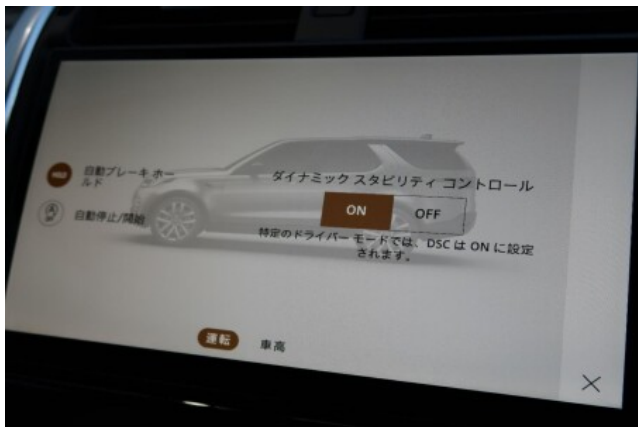 HOLD
自動ブレーキ ホー
ルド
自動停止/開始
ダイナミック スタビリティ コントロール
ON
OFF
特定のドライバー モードでは、DSC は ON に設定
されます。
運転
車高